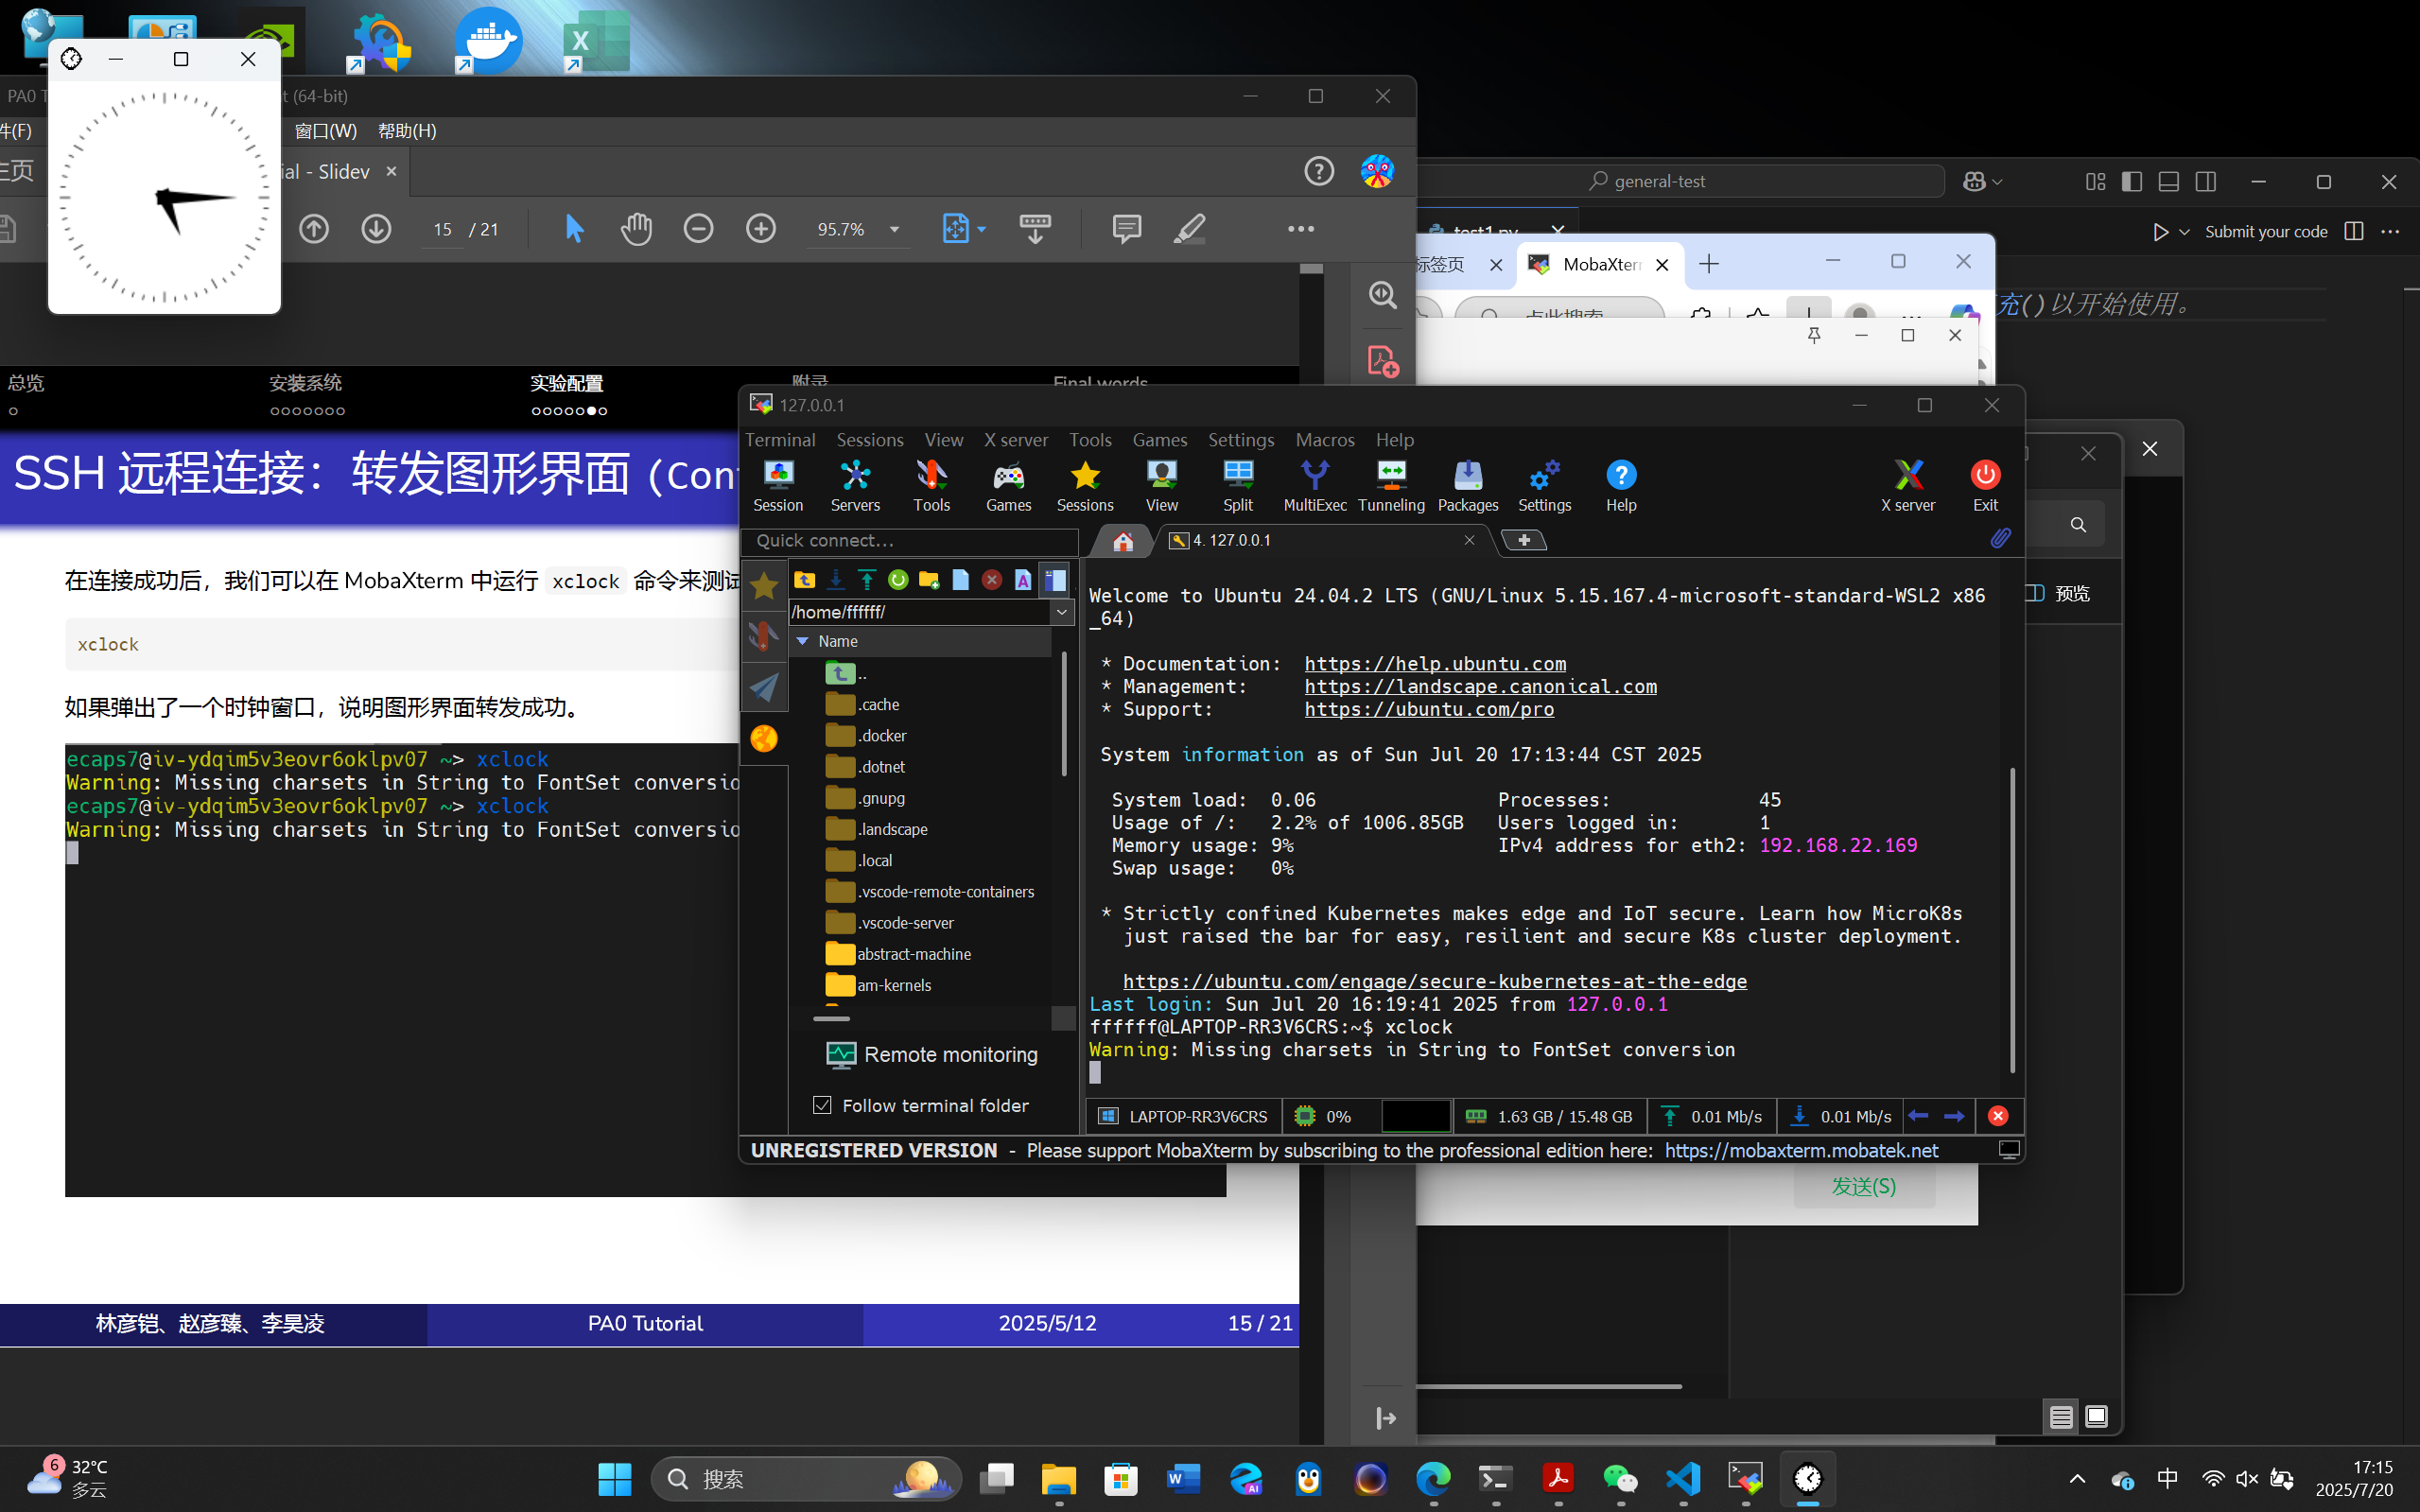 PA0 T
t (64-bit)
件(F)
窗口(W)
帮助(H)
主页
ial - Slidev
15
/ 21
95.7%
general-test
test1.py
Submit your code
标签页
MobaXter
点此搜索
充()以开始使用。
总览
安装系统
实验配置
附录
Final words
SSH 远程连接：转发图形界面 (Con
在连接成功后，我们可以在 MobaXterm 中运行 xclock 命令来测试
xclock
如果弹出了一个时钟窗口，说明图形界面转发成功。
ecaps7@iv-ydqim5v3eovr6oklpv07 ~> xclock
Warning: Missing charsets in String to FontSet conversio
ecaps7@iv-ydqim5v3eovr6oklpv07 ~> xclock
Warning: Missing charsets in String to FontSet conversio
林彦铠、赵彦臻、李昊凌
PA0 Tutorial
2025/5/12
15 / 21
127.0.0.1
Terminal Sessions View X server Tools Games Settings Macros Help
Session Servers Tools Games Sessions View Split MultiExec Tunneling Packages Settings Help X server Exit
Quick connect...
4. 127.0.0.1
/home/ffffff/
Name
..
.cache
.docker
.dotnet
.gnupg
.landscape
.local
.vscode-remote-containers
.vscode-server
abstract-machine
am-kernels
Remote monitoring
Follow terminal folder
Welcome to Ubuntu 24.04.2 LTS (GNU/Linux 5.15.167.4-microsoft-standard-WSL2 x86
_64)
* Documentation: https://help.ubuntu.com
* Management: https://landscape.canonical.com
* Support: https://ubuntu.com/pro
System information as of Sun Jul 20 17:13:44 CST 2025
System load: 0.06 Processes: 45
Usage of /: 2.2% of 1006.85GB Users logged in: 1
Memory usage: 9% IPv4 address for eth2: 192.168.22.169
Swap usage: 0%
* Strictly confined Kubernetes makes edge and IoT secure. Learn how MicroK8s
just raised the bar for easy, resilient and secure K8s cluster deployment.
https://ubuntu.com/engage/secure-kubernetes-at-the-edge
Last login: Sun Jul 20 16:19:41 2025 from 127.0.0.1
ffffff@LAPTOP-RR3V6CRS:~$ xclock
Warning: Missing charsets in String to FontSet conversion
LAPTOP-RR3V6CRS 0% 1.63 GB / 15.48 GB 0.01 Mb/s 0.01 Mb/s
UNREGISTERED VERSION - Please support MobaXterm by subscribing to the professional edition here: https://mobaxterm.mobatek.net
预览
发送(S)
6
32°C
多云
搜索
中
17:15
2025/7/20